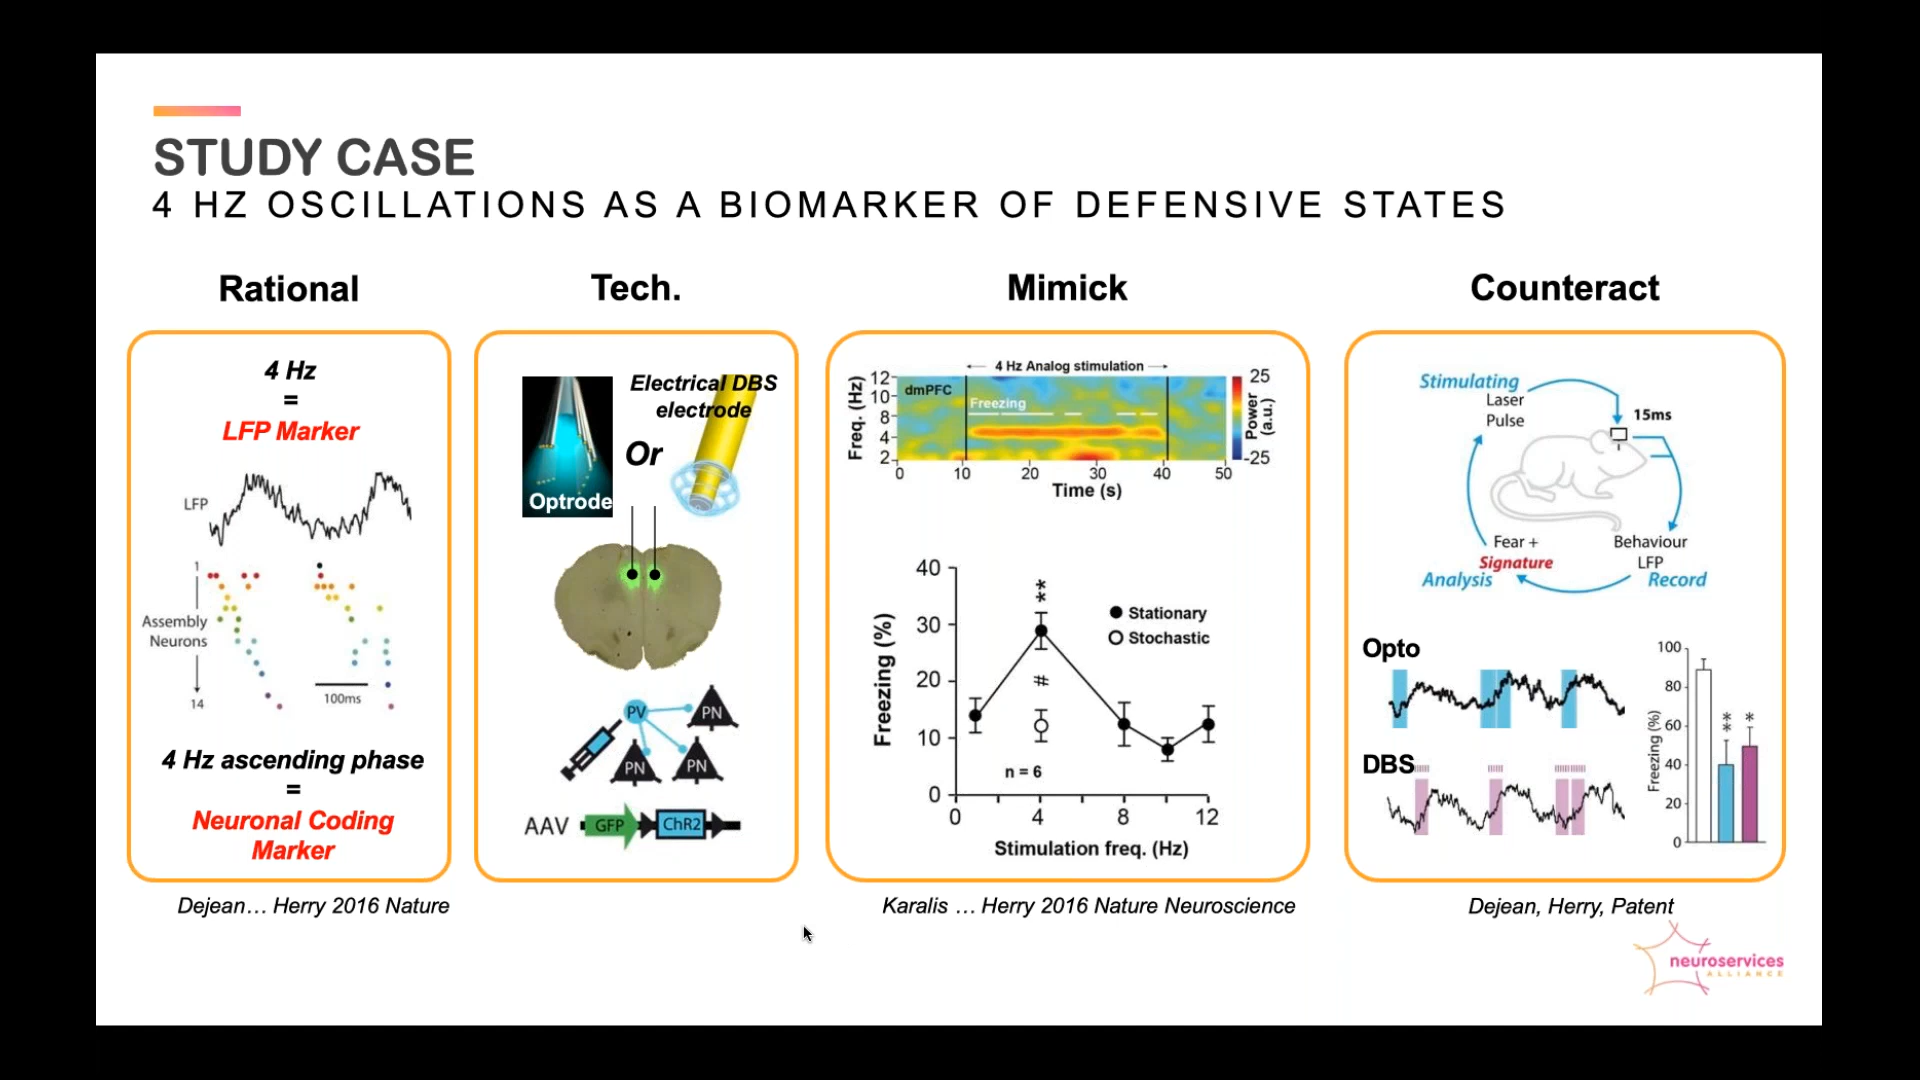 STUDY CASE
4 HZ OSCILLATIONS AS A BIOMARKER OF DEFENSIVE STATES
Rational
4 Hz
=
LFP Marker
LFP
1
Assembly
Neurons
14
100ms
4 Hz ascending phase
=
Neuronal Coding
Marker
Dejean... Herry 2016 Nature
Tech.
Electrical DBS
electrode
Or
Optrode
PV
PN
PN
PN
AAV
GFP
ChR2
Mimick
4 Hz Analog stimulation
dmPFC
Freezing
Freq. (Hz)
12
10
8
4
2
0
10
20
30
40
50
Time (s)
25
-25
Power
(a.u.)
40
30
20
10
0
Freezing (%)
**
#
n = 6
Stationary
Stochastic
0
4
8
12
Stimulation freq. (Hz)
Karalis ... Herry 2016 Nature Neuroscience
Counteract
Stimulating
Laser
Pulse
15ms
Fear +
Signature
Analysis
Behaviour
LFP
Record
Opto
DBS
100
80
60
40
20
0
Freezing (%)
**
*
Dejean, Herry, Patent
neuroservices
ALLIANCE